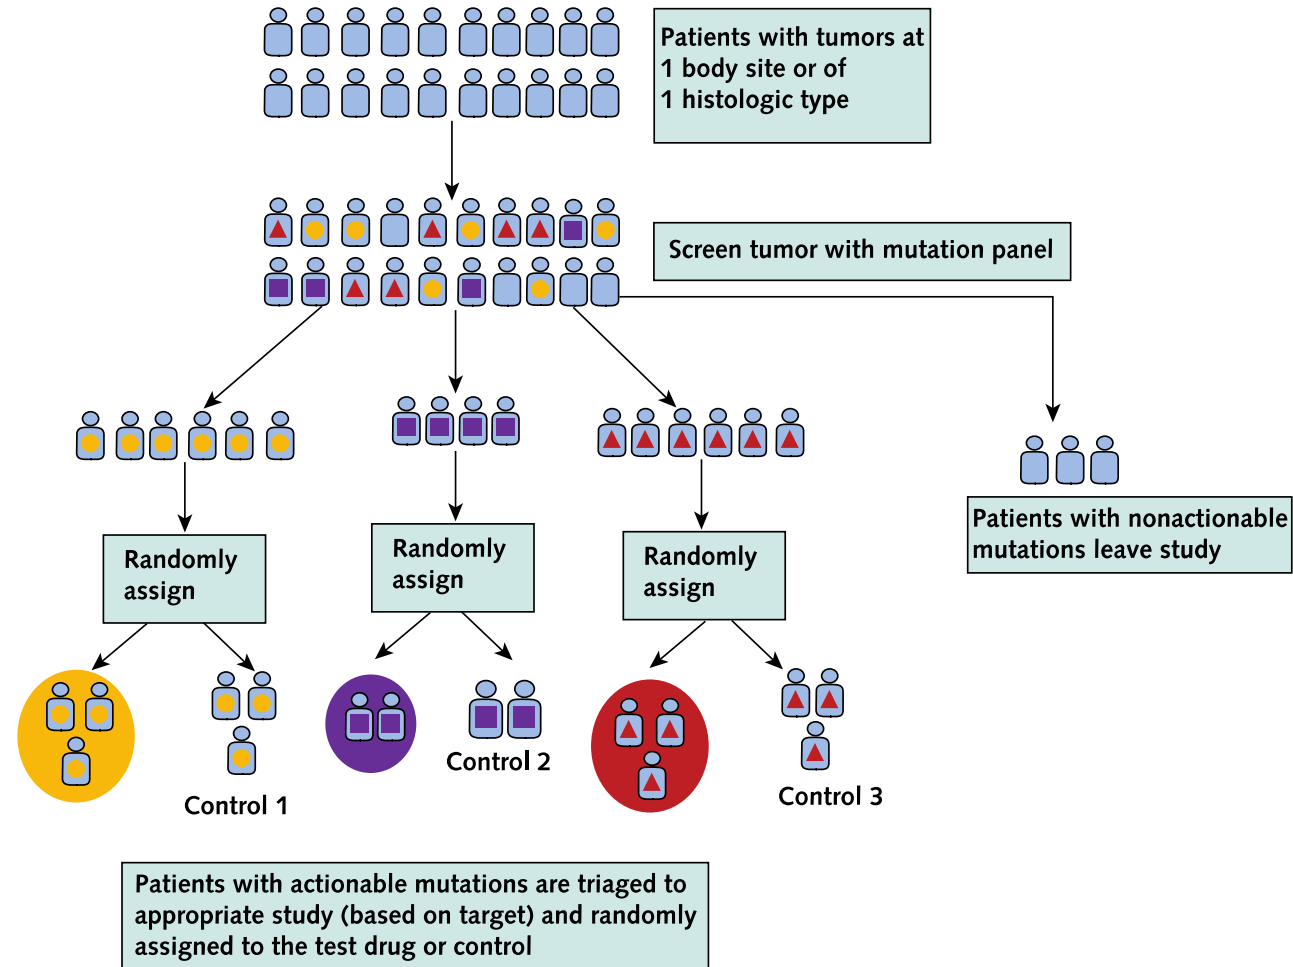 Patients with tumors at
1 body site or of
1 histologic type
Screen tumor with mutation panel
Patients with nonactionable
mutations leave study
Randomly
assign
Randomly
assign
Randomly
assign
Control 1
Control 2
Control 3
Patients with actionable mutations are triaged to
appropriate study (based on target) and randomly
assigned to the test drug or control